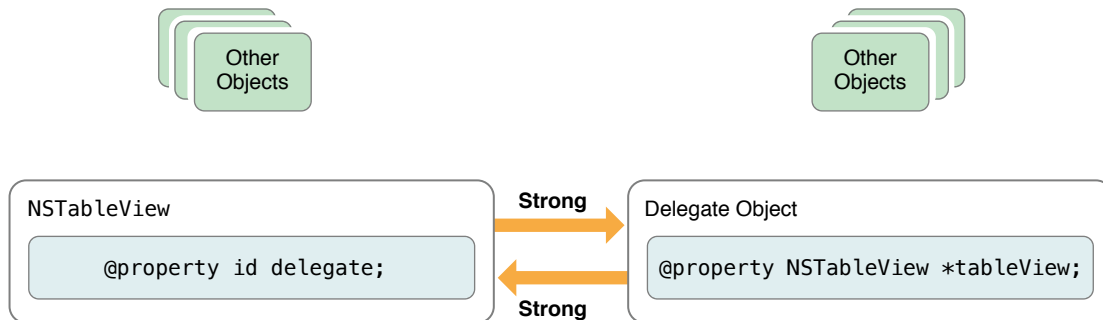 Other
Objects
Other
Objects
NSTableView
@property id delegate;
Strong
Strong
Delegate Object
@property NSTableView *tableView;